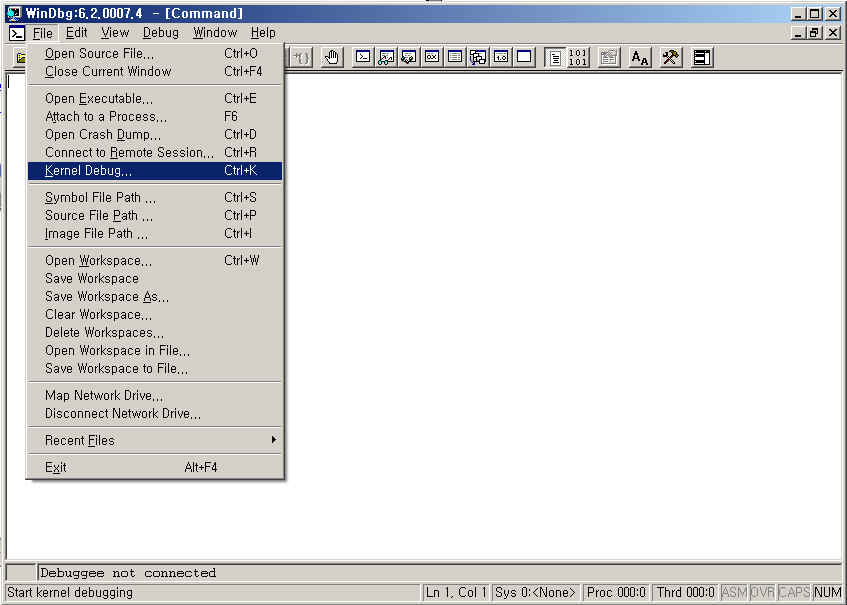 WinDbg:6.2.0007.4 - [Command]
File Edit View Debug Window Help
Open Source File... Ctrl+O
Close Current Window Ctrl+F4
Open Executable... Ctrl+E
Attach to a Process... F6
Open Crash Dump... Ctrl+D
Connect to Remote Session... Ctrl+R
Kernel Debug... Ctrl+K
Symbol File Path ... Ctrl+S
Source File Path ... Ctrl+P
Image File Path ... Ctrl+I
Open Workspace... Ctrl+W
Save Workspace
Save Workspace As...
Clear Workspace...
Delete Workspaces...
Open Workspace in File...
Save Workspace to File...
Map Network Drive...
Disconnect Network Drive...
Recent Files
Exit Alt+F4
Debuggee not connected
Start kernel debugging Ln 1, Col 1 Sys 0:<None> Proc 000:0 Thrd 000:0 ASM OVR CAPS NUM